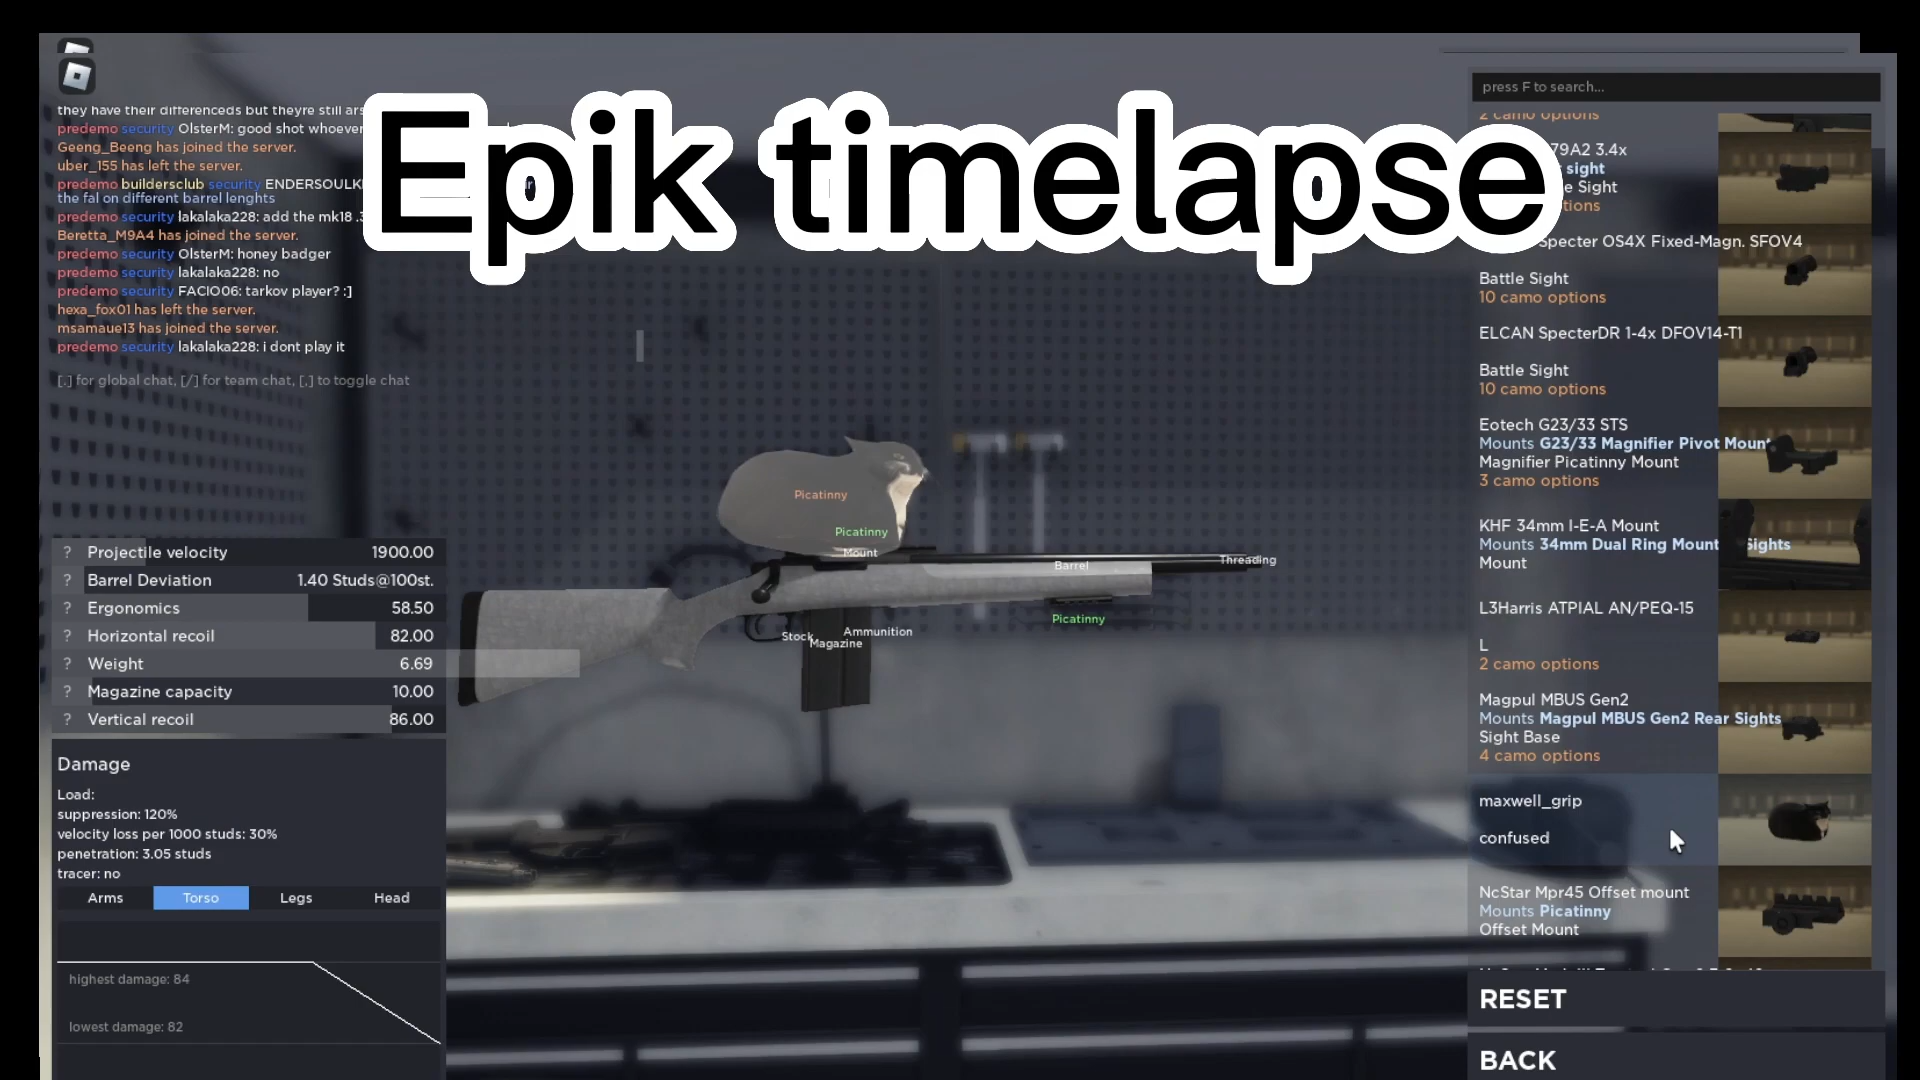 Epik timelapse
they have their differenceds but theyre still
predemo security OlsterM: good shot whoever
Geeng_Beeng has joined the server.
uber_155 has left the server.
predemo buildersclub security
the fal on different barrel lenghts
predemo security lakalaka228: add the mk18
Beretta_M9A4 has joined the server.
predemo security OlsterM: honey badger
predemo security lakalaka228: no
predemo security FACIO06: tarkov player? :]
hexa_fox01 has left the server.
msamaue13 has joined the server.
predemo security lakalaka228: i dont play it
[.] for global chat, [/] for team chat, [,] to toggle chat
? Projectile velocity 1900.00
? Barrel Deviation 1.40 Studs@100st.
? Ergonomics 58.50
? Horizontal recoil 82.00
? Weight 6.69
? Magazine capacity 10.00
? Vertical recoil 86.00
Damage
Load:
suppression: 120%
velocity loss per 1000 studs: 30%
penetration: 3.05 studs
tracer: no
Arms Torso Legs Head
highest damage: 84
lowest damage: 82
Picatinny
Picatinny
Mount
Barrel
Threading
Picatinny
Stock
Ammunition
Magazine
press F to search...
2 camo options
79A2 3.4x
sight
Sight
Specter OS4X Fixed-Magn. SFOV4
Battle Sight
10 camo options
ELCAN SpecterDR 1-4x DFOV14-T1
Battle Sight
10 camo options
Eotech G23/33 STS
Mounts G23/33 Magnifier Pivot Mount
Magnifier Picatinny Mount
3 camo options
KHF 34mm I-E-A Mount
Mounts 34mm Dual Ring Mount Sights
Mount
L3Harris ATPIAL AN/PEQ-15
L
2 camo options
Magpul MBUS Gen2
Mounts Magpul MBUS Gen2 Rear Sights
Sight Base
4 camo options
maxwell_grip
confused
NcStar Mpr45 Offset mount
Mounts Picatinny
Offset Mount
RESET
BACK